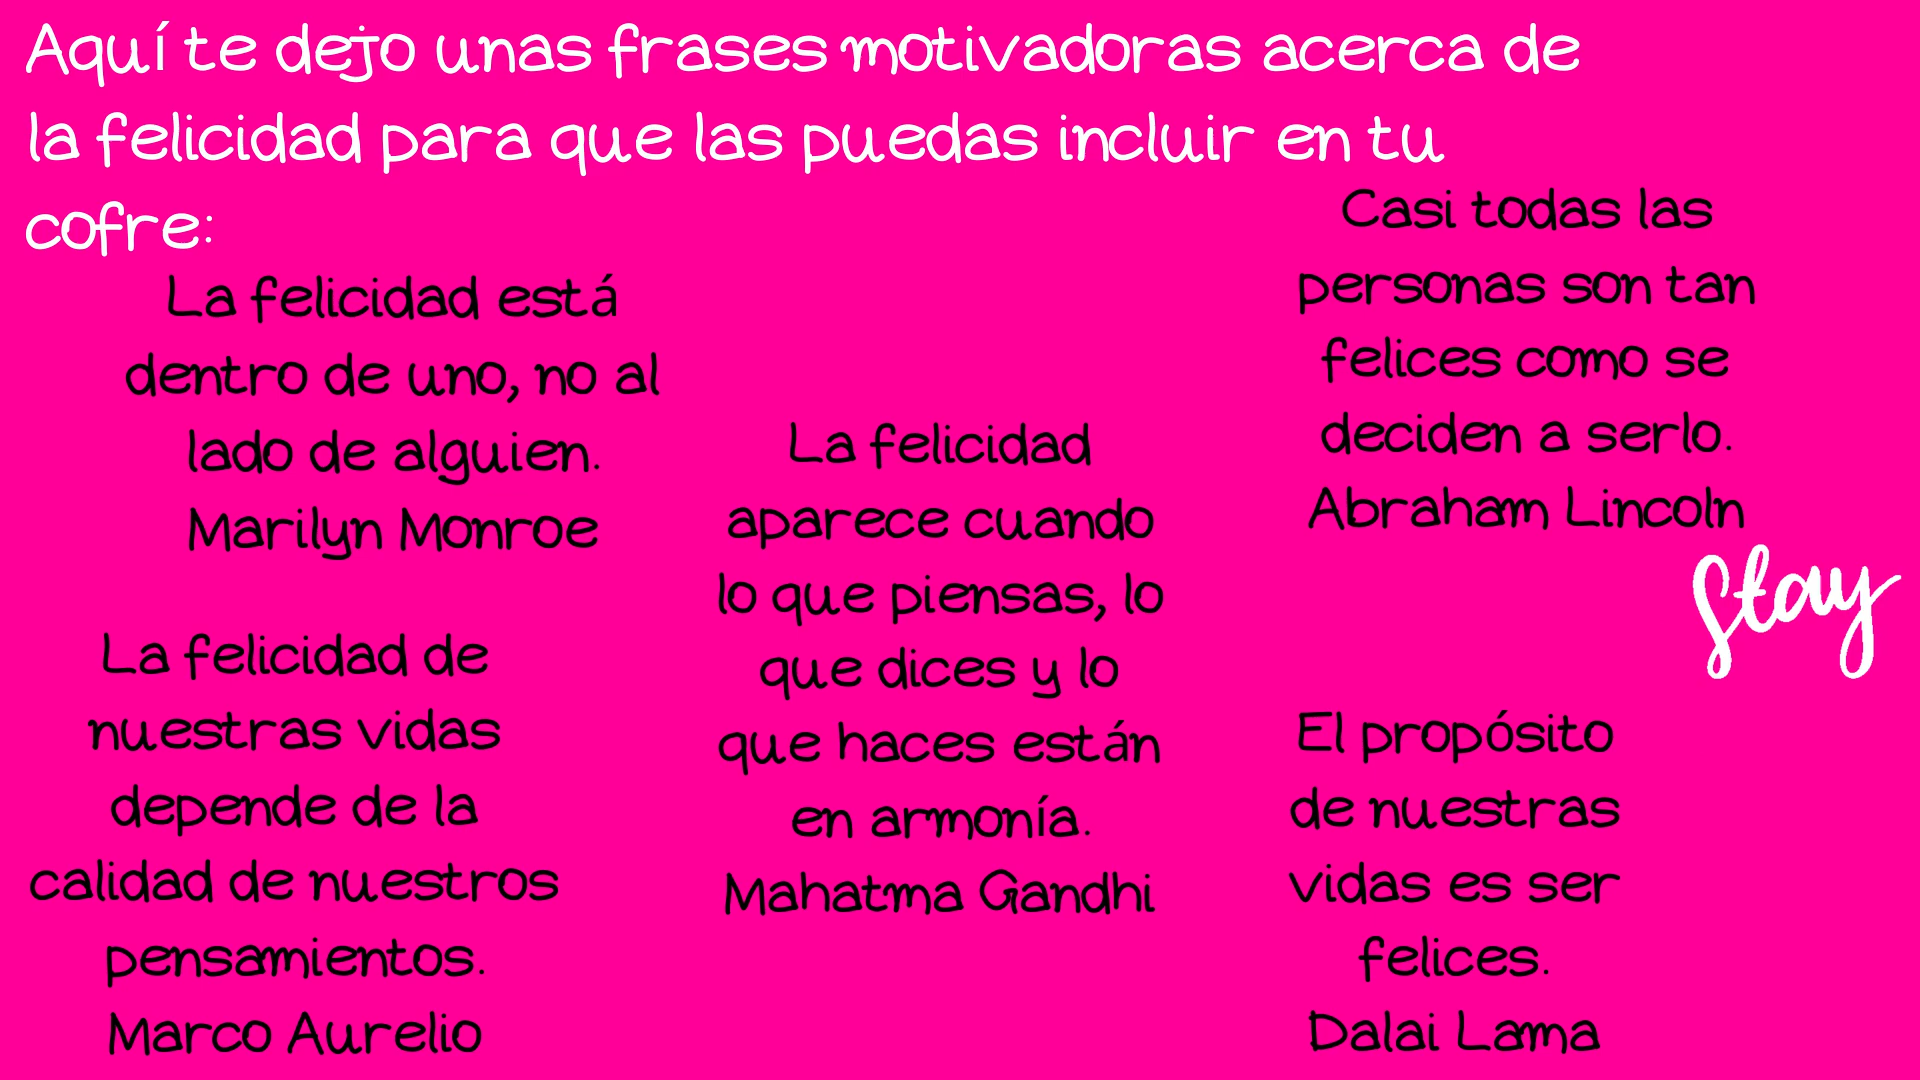 Aquí te dejo unas frases motivadoras acerca de
la felicidad para que las puedas incluir en tu
cofre:
La felicidad está
dentro de uno, no al
lado de alguien.
Marilyn Monroe
La felicidad de
nuestras vidas
depende de la
calidad de nuestros
pensamientos.
Marco Aurelio
La felicidad
aparece cuando
lo que piensas, lo
que dices y lo
que haces están
en armonía.
Mahatma Gandhi
Casi todas las
personas son tan
felices como se
deciden a serlo.
Abraham Lincoln
Stay
El propósito
de nuestras
vidas es ser
felices.
Dalai Lama